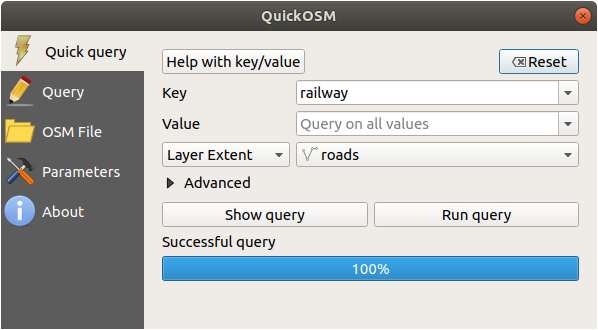 QuickOSM
Quick query
Query
OSM File
Parameters
About
Help with key/value
Reset
Key
railway
Value
Query on all values
Layer Extent
roads
Advanced
Show query
Run query
Successful query
100%